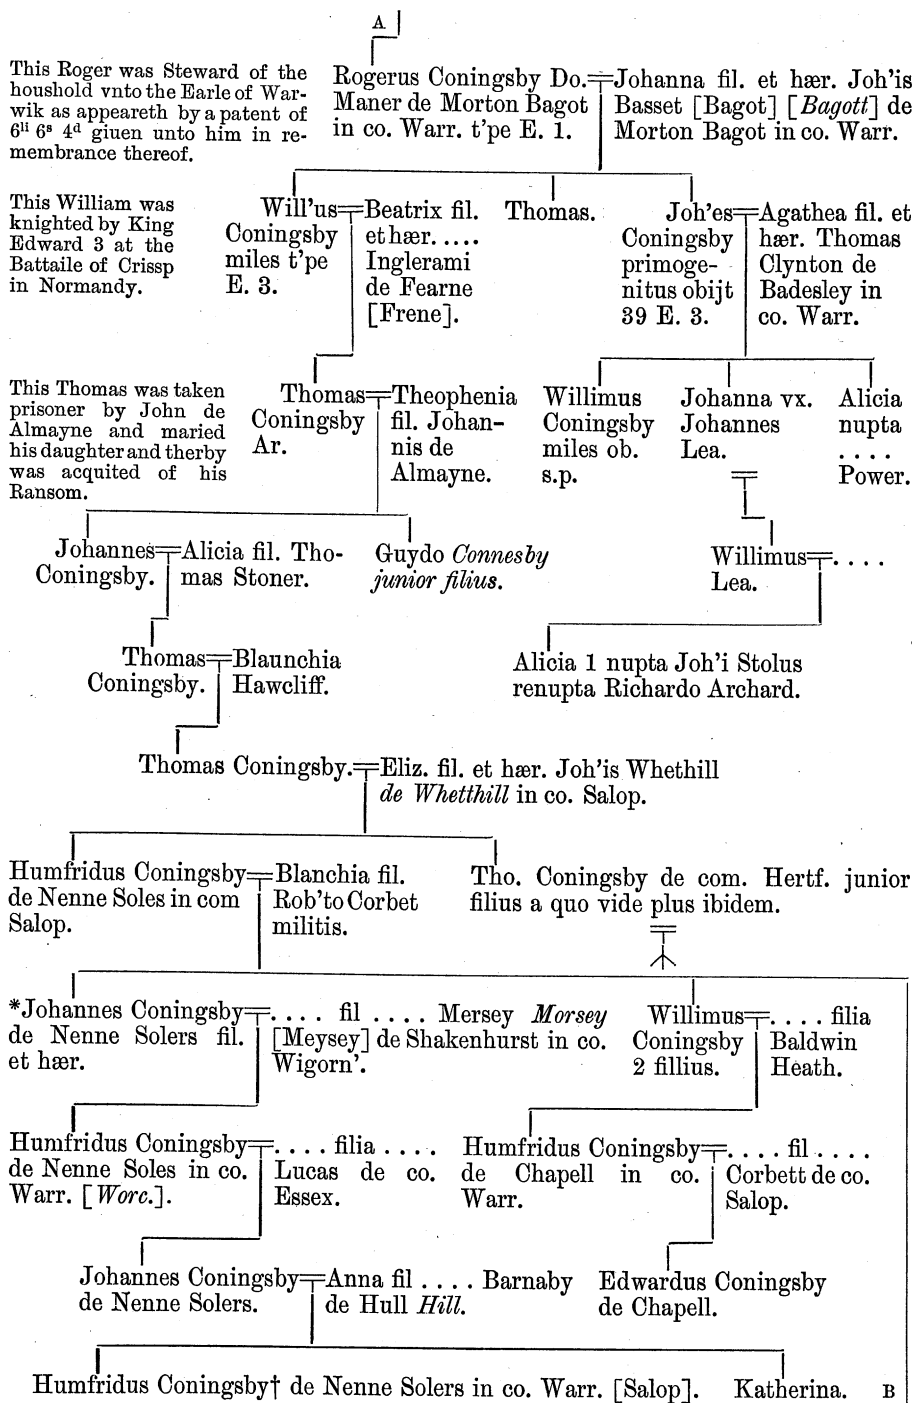 A
This Roger was Steward of the
houshold vnto the Earle of War-
wik as appeareth by a patent of
6li 6s 4d giuen unto him in re-
membrance thereof.
Rogerus Coningsby Do.
Maner de Morton Bagot
in co. Warr. t'pe E. 1.
Johanna fil. et hær. Joh'is
Basset [Bagot] [Bagott] de
Morton Bagot in co. Warr.
This William was
knighted by King
Edward 3 at the
Battaile of Crissp
in Normandy.
Will'us
Coningsby
miles t'pe
E. 3.
Beatrix fil.
et hær. ....
Inglerami
de Fearne
[Frene].
Thomas.
Joh'es
Coningsby
primoge-
nitus obijt
39 E. 3.
Agathea fil. et
hær. Thomas
Clynton de
Badesley in
co. Warr.
This Thomas was taken
prisoner by John de
Almayne and maried
his daughter and therby
was acquited of his
Ransom.
Thomas
Coningsby
Ar.
Theophenia
fil. Johan-
nis de
Almayne.
Willimus
Coningsby
miles ob.
s.p.
Johanna vx.
Johannes
Lea.
Alicia
nupta
....
Power.
Johannes
Coningsby.
Alicia fil. Tho-
mas Stoner.
Guydo Connesby
junior filius.
Willimus
Lea.
....
Thomas
Coningsby.
Blaunchia
Hawcliff.
Alicia 1 nupta Joh'i Stolus
renupta Richardo Archard.
Thomas Coningsby.
Eliz. fil. et hær. Joh'is Whethill
de Whetthill in co. Salop.
Humfridus Coningsby
de Nenne Soles in com
Salop.
Blanchia fil.
Rob'to Corbet
militis.
Tho. Coningsby de com. Hertf. junior
filius a quo vide plus ibidem.
*Johannes Coningsby
de Nenne Solers fil.
et hær.
.... fil .... Mersey Morsey
[Meysey] de Shakenhurst in co.
Wigorn'.
Willimus
Coningsby
2 fillius.
.... filia
Baldwin
Heath.
Humfridus Coningsby
de Nenne Soles in co.
Warr. [Worc.].
.... filia ....
Lucas de co.
Essex.
Humfridus Coningsby
de Chapell in co.
Warr.
.... fil ....
Corbett de co.
Salop.
Johannes Coningsby
de Nenne Solers.
Anna fil .... Barnaby
de Hull Hill.
Edwardus Coningsby
de Chapell.
Humfridus Coningsby† de Nenne Solers in co. Warr. [Salop].
Katherina.
B